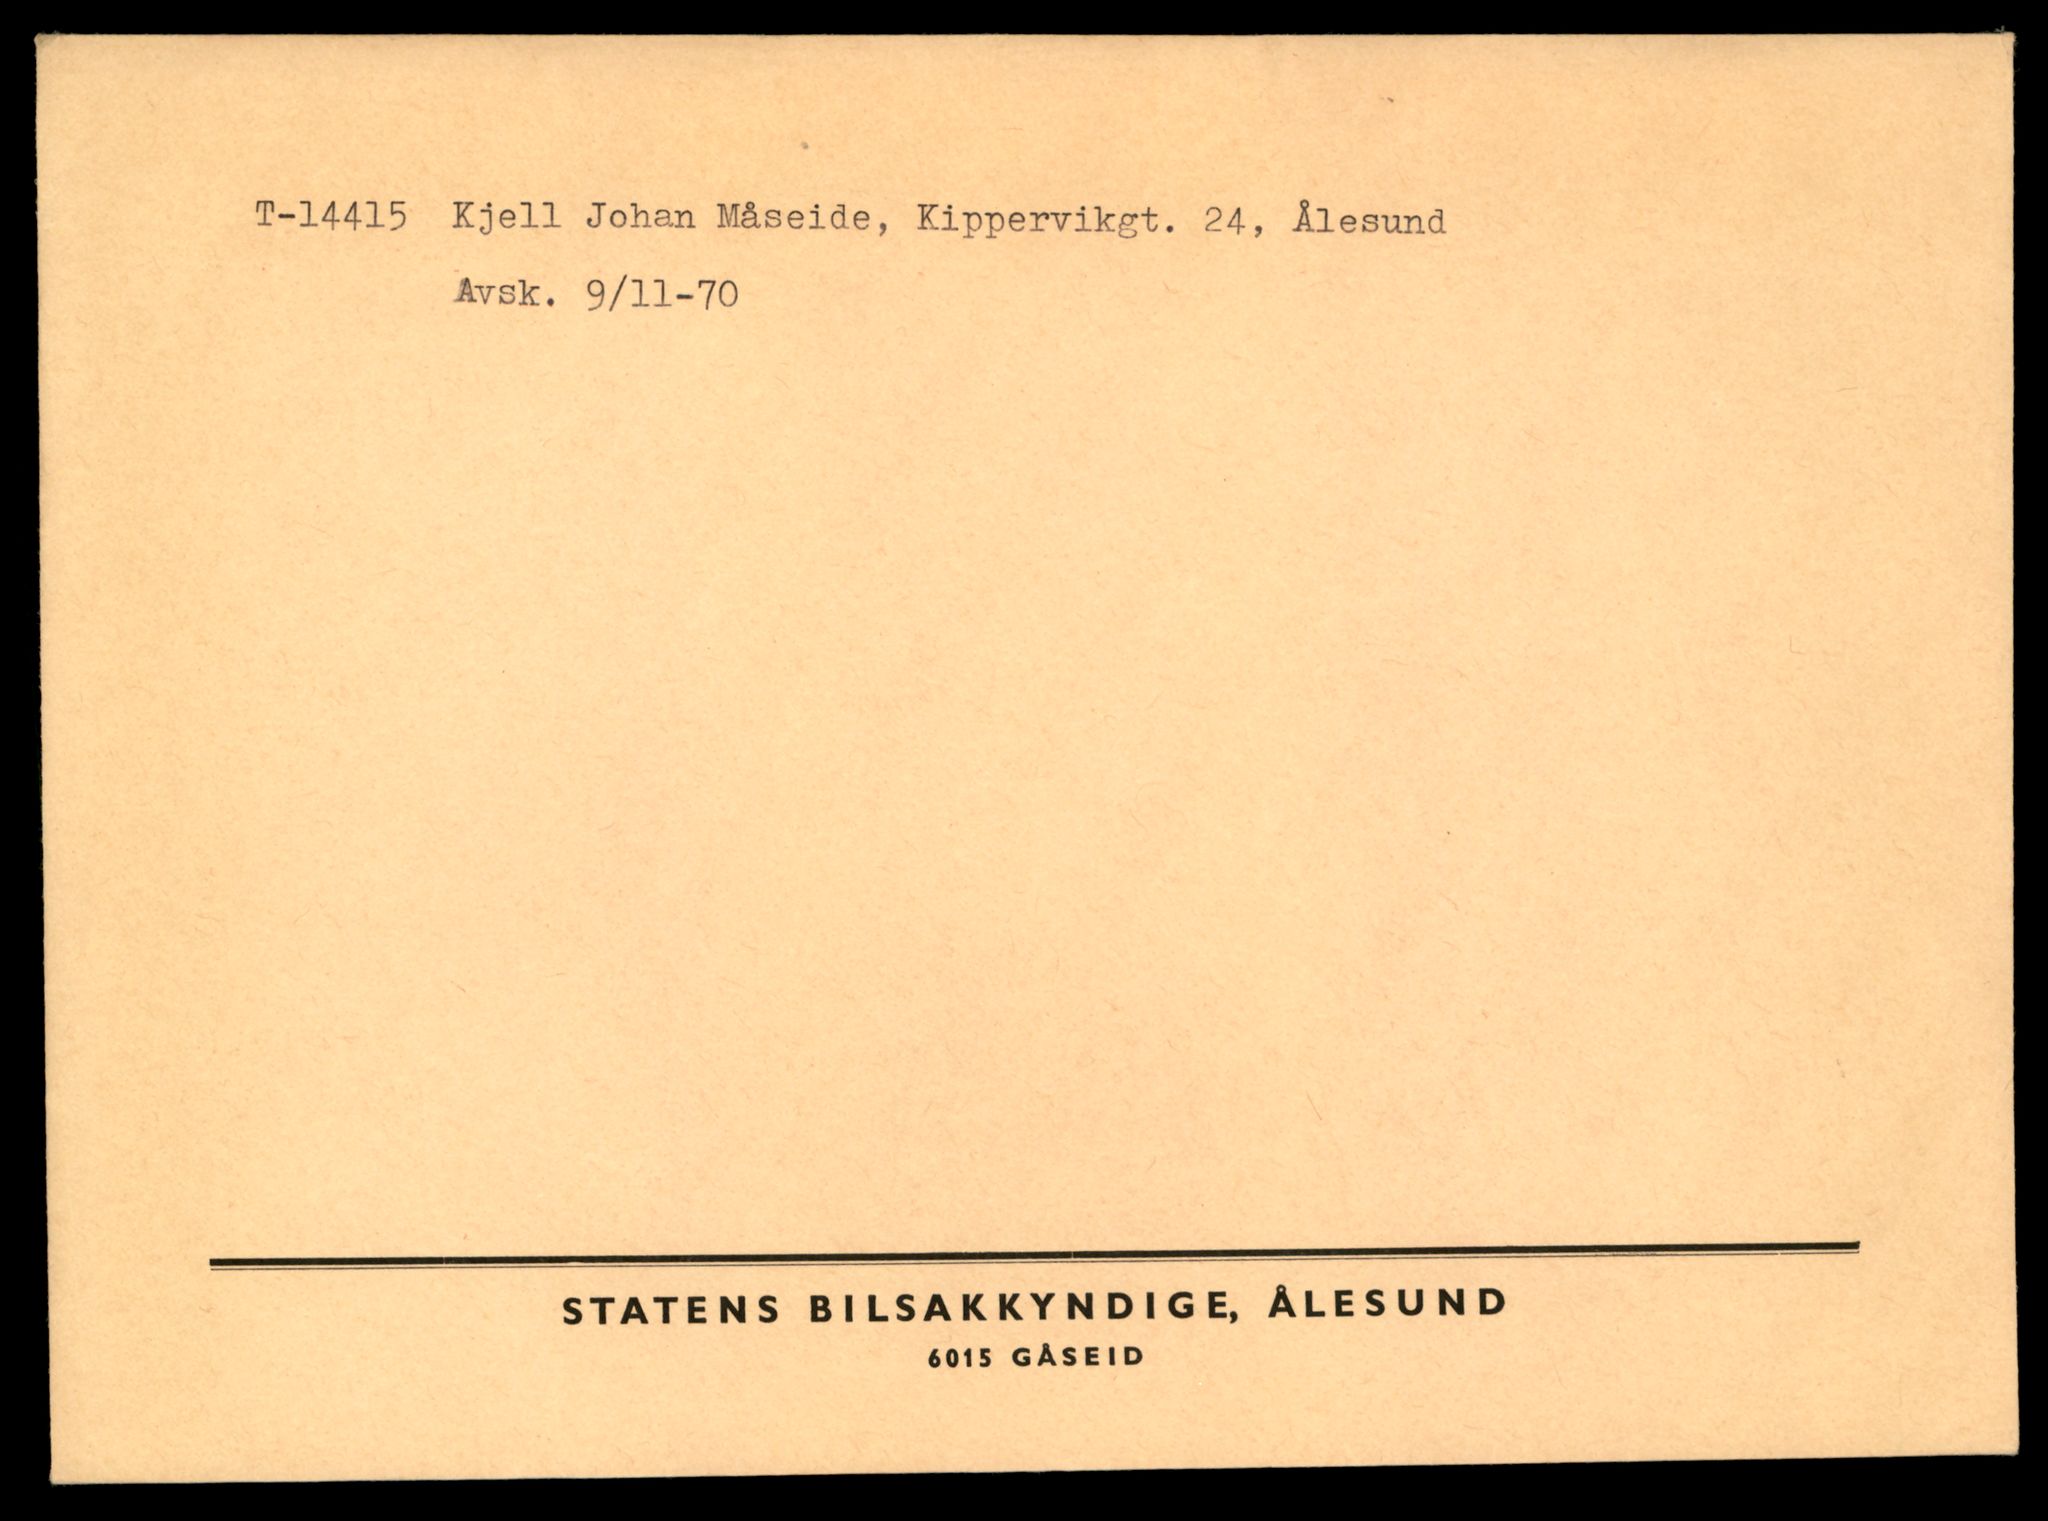 T-14415 Kjell Johan Måseide, Kippervikgt. 24, Ålesund
Avsk. 9/11-70
STATENS BILSAKKYNDIGE, ÅLESUND
6015 GÅSEID